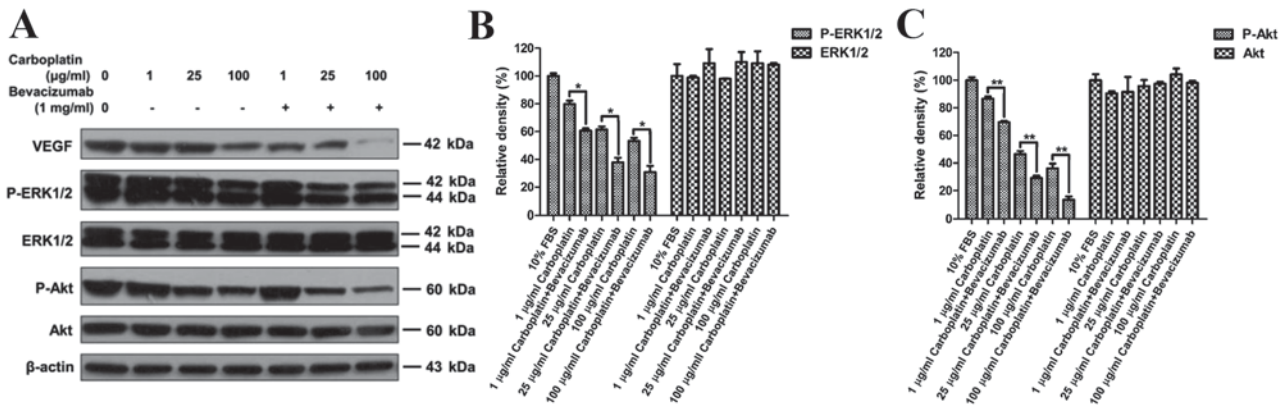 A
Carboplatin
(µg/ml) 0 1 25 100 1 25 100
Bevacizumab
(1 mg/ml) 0 - - - + + +
VEGF 42 kDa
P-ERK1/2 42 kDa
44 kDa
ERK1/2 42 kDa
44 kDa
P-Akt 60 kDa
Akt 60 kDa
β-actin 43 kDa
B
P-ERK1/2
ERK1/2
Relative density (%)
120
100
80
60
40
20
0
* * *
10% FBS
1 µg/ml Carboplatin
1 µg/ml Carboplatin+Bevacizumab
25 µg/ml Carboplatin
25 µg/ml Carboplatin+Bevacizumab
100 µg/ml Carboplatin
100 µg/mll Carboplatin+Bevacizumab
10% FBS
1 µg/ml Carboplatin
1 µg/ml Carboplatin+Bevacizumab
25 µg/ml Carboplatin
25 µg/ml Carboplatin+Bevacizumab
100 µg/ml Carboplatin
100 µg/mll Carboplatin+Bevacizumab
C
P-Akt
Akt
Relative density (%)
120
100
80
60
40
20
0
** ** **
10% FBS
1 µg/ml Carboplatin
1 µg/ml Carboplatin+Bevacizumab
25 µg/ml Carboplatin
25 µg/ml Carboplatin+Bevacizumab
100 µg/ml Carboplatin
100 µg/ml Carboplatin+Bevacizumab
10% FBS
1 µg/ml Carboplatin
1 µg/ml Carboplatin+Bevacizumab
25 µg/ml Carboplatin
25 µg/ml Carboplatin+Bevacizumab
100 µg/ml Carboplatin
100 µg/ml Carboplatin+Bevacizumab